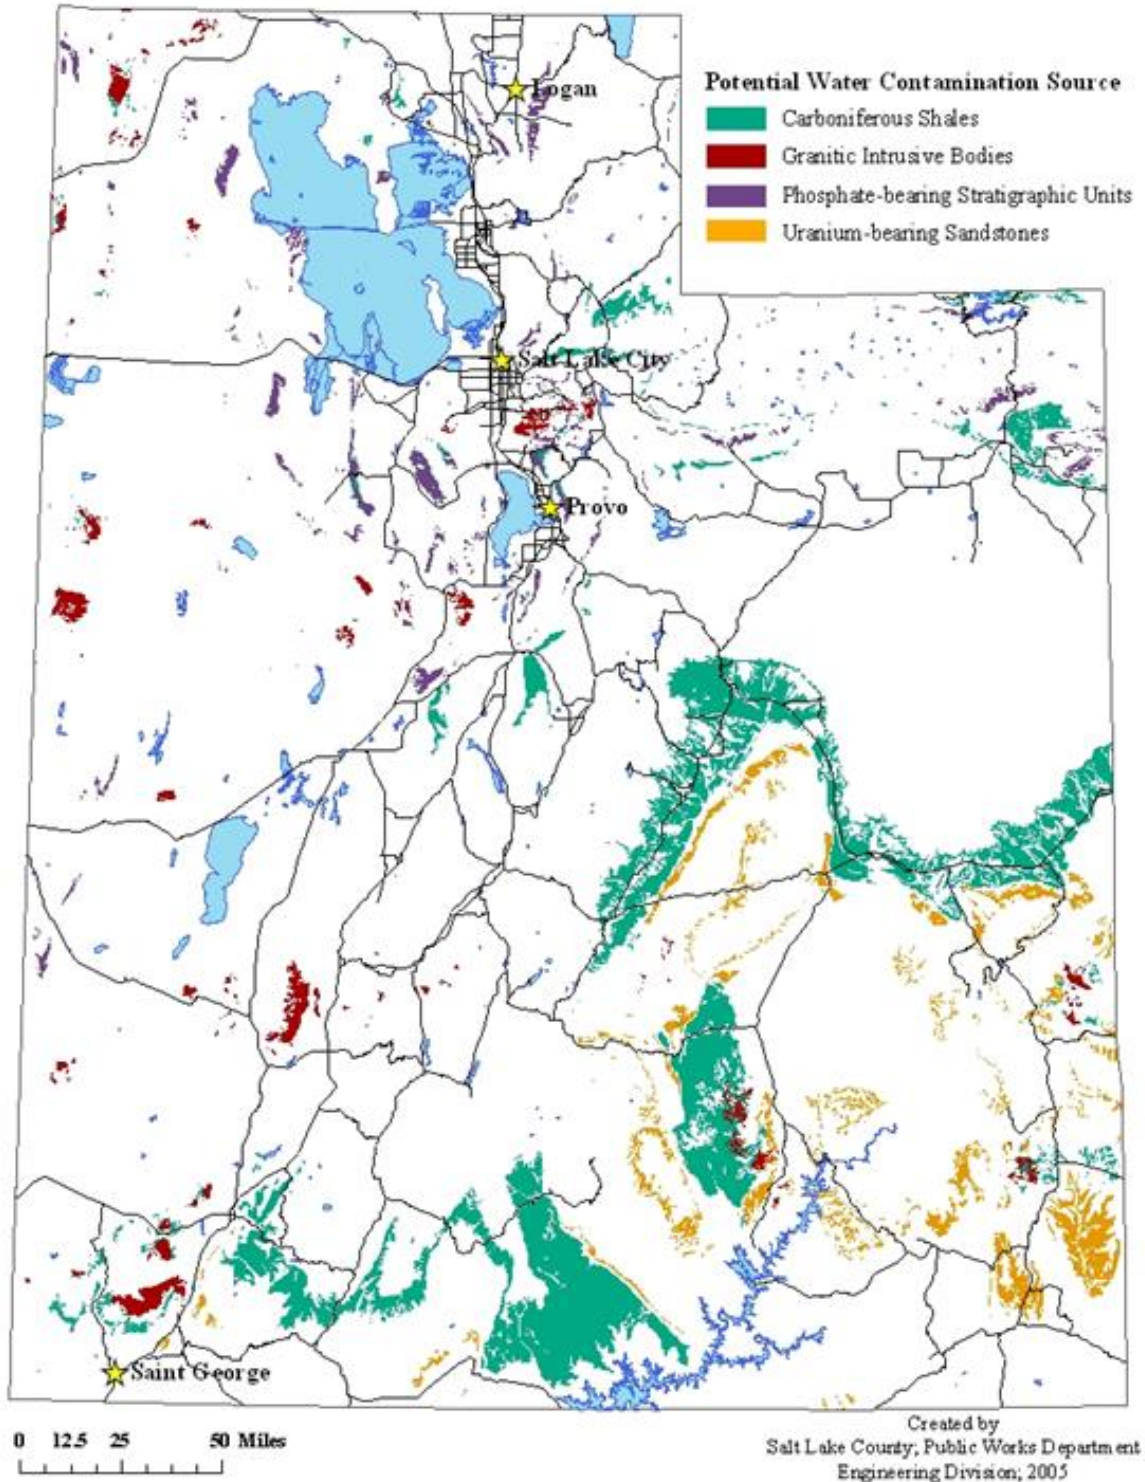 Logan
Potential Water Contamination Source
Carboniferous Shales
Granitic Intrusive Bodies
Phosphate-bearing Stratigraphic Units
Uranium-bearing Sandstones
Salt Lake City
Provo
Saint George
0 12.5 25 50 Miles
Created by
Salt Lake County; Public Works Department
Engineering Division; 2005